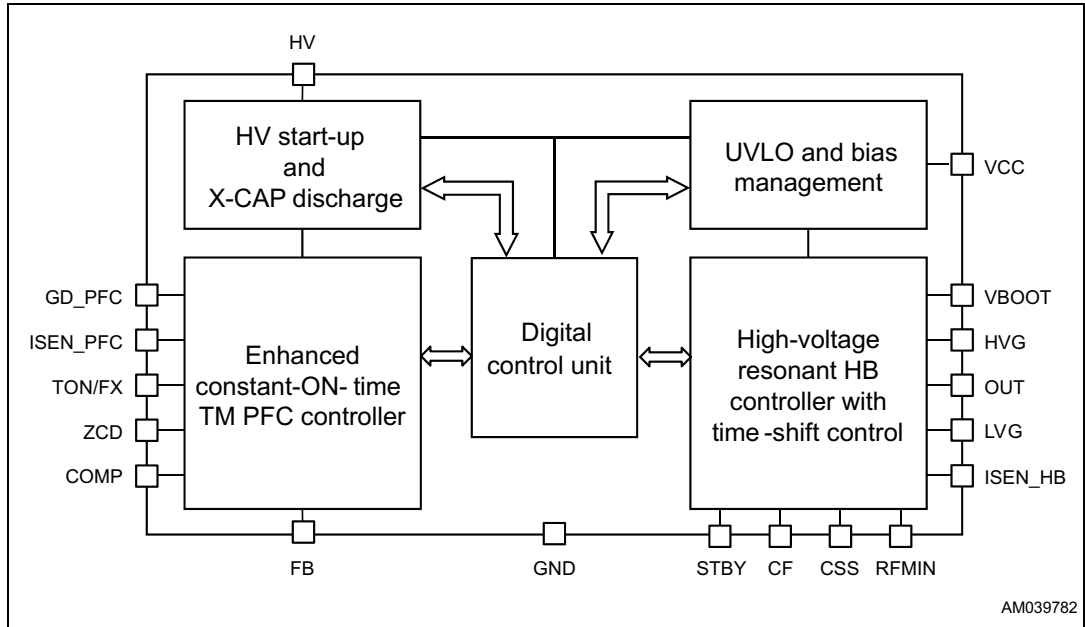 HV
HV start-up
and
X-CAP discharge
UVLO and bias
management
VCC
GD_PFC
ISEN_PFC
TON/FX
ZCD
COMP
Enhanced
constant-ON- time
TM PFC controller
Digital
control unit
High-voltage
resonant HB
controller with
time -shift control
VBOOT
HVG
OUT
LVG
ISEN_HB
FB
GND
STBY
CF
CSS
RFMIN
AM039782